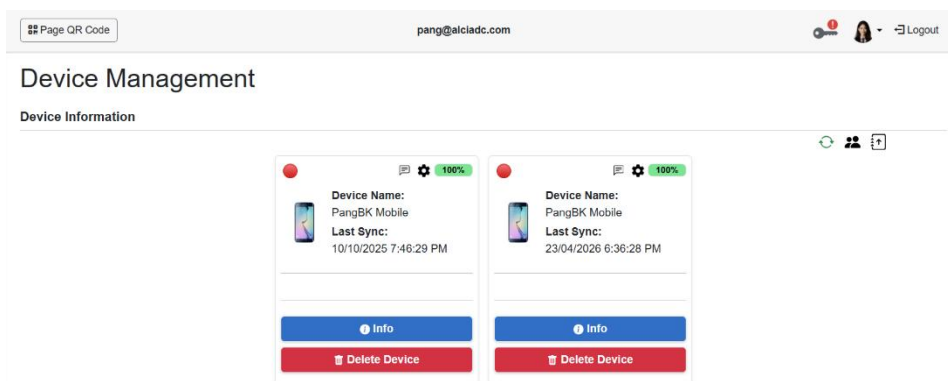 Page QR Code
pang@alciadc.com
Logout
Device Management
Device Information
100%
Device Name:
PangBK Mobile
Last Sync:
10/10/2025 7:46:29 PM
Info
Delete Device
100%
Device Name:
PangBK Mobile
Last Sync:
23/04/2026 6:36:28 PM
Info
Delete Device